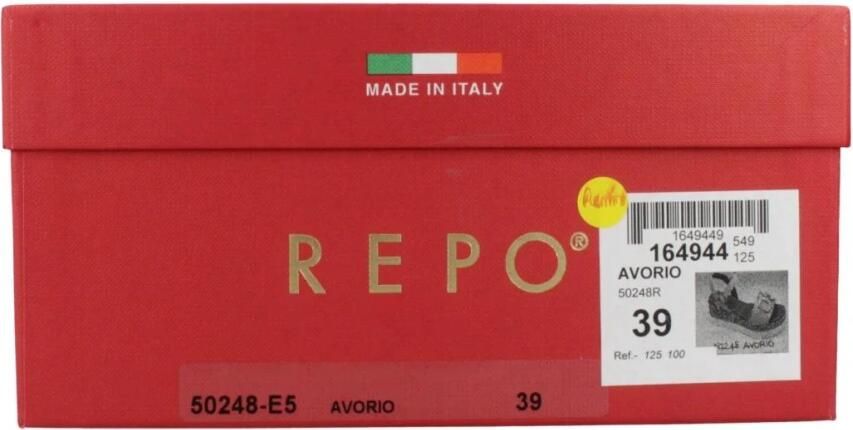 MADE IN ITALY
REPO®
1649449
549
164944
125
AVORIO
50248R
39
Ref.- 125 100
50248 AVORIO
50248-E5 AVORIO 39